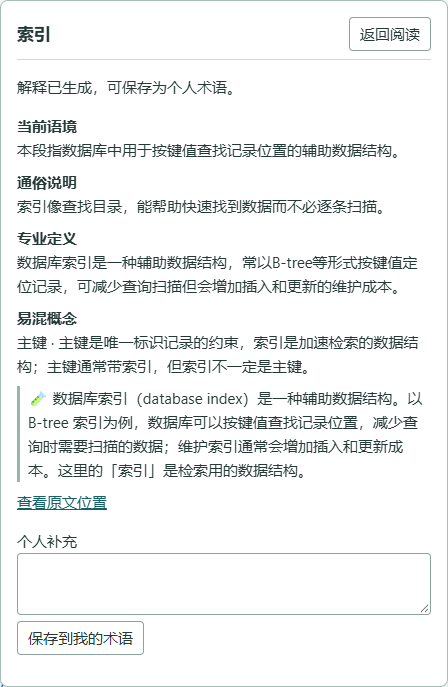 索引
返回阅读
解释已生成，可保存为个人术语。
当前语境
本段指数据库中用于按键值查找记录位置的辅助数据结构。
通俗说明
索引像查找目录，能帮助快速找到数据而不必逐条扫描。
专业定义
数据库索引是一种辅助数据结构，常以B-tree等形式按键值定
位记录，可减少查询扫描但会增加插入和更新的维护成本。
易混概念
主键 · 主键是唯一标识记录的约束，索引是加速检索的数据结
构；主键通常带索引，但索引不一定是主键。
🧪 数据库索引（database index）是一种辅助数据结构。以
B-tree 索引为例，数据库可以按键值查找记录位置，减少查
询时需要扫描的数据；维护索引通常会增加插入和更新成
本。这里的「索引」是检索用的数据结构。
查看原文位置
个人补充
保存到我的术语